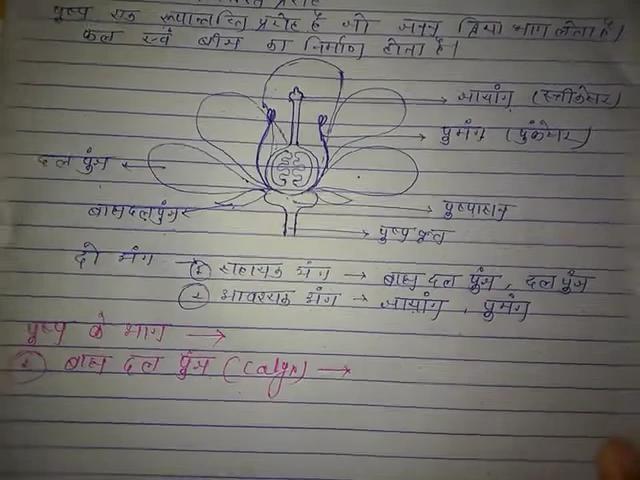 पुष्प एक रूपान्तरित प्ररोह है जो जनन क्रिया भाग लेता है।
फल एवं बीज का निर्माण होता है।
जायांग (स्त्रीकेसर)
पुमंग (पुंकेसर)
दल पुंज
पुष्पासन
बाह्यदलपुंज
पुष्प वृन्त
दो अंग → ① सहायक अंग → बाह्य दल पुंज, दल पुंज
② आवश्यक अंग → जायांग, पुमंग
पुष्प के भाग →
बाह्य दल पुंज (Calyx) →